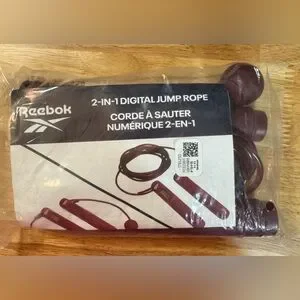 Reebok
2-IN-1 DIGITAL JUMP ROPE
CORDE À SAUTER
NUMÉRIQUE 2-EN-1